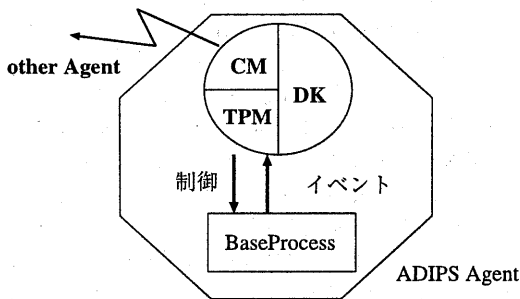 other Agent
CM
DK
TPM
制御
イベント
BaseProcess
ADIPS Agent